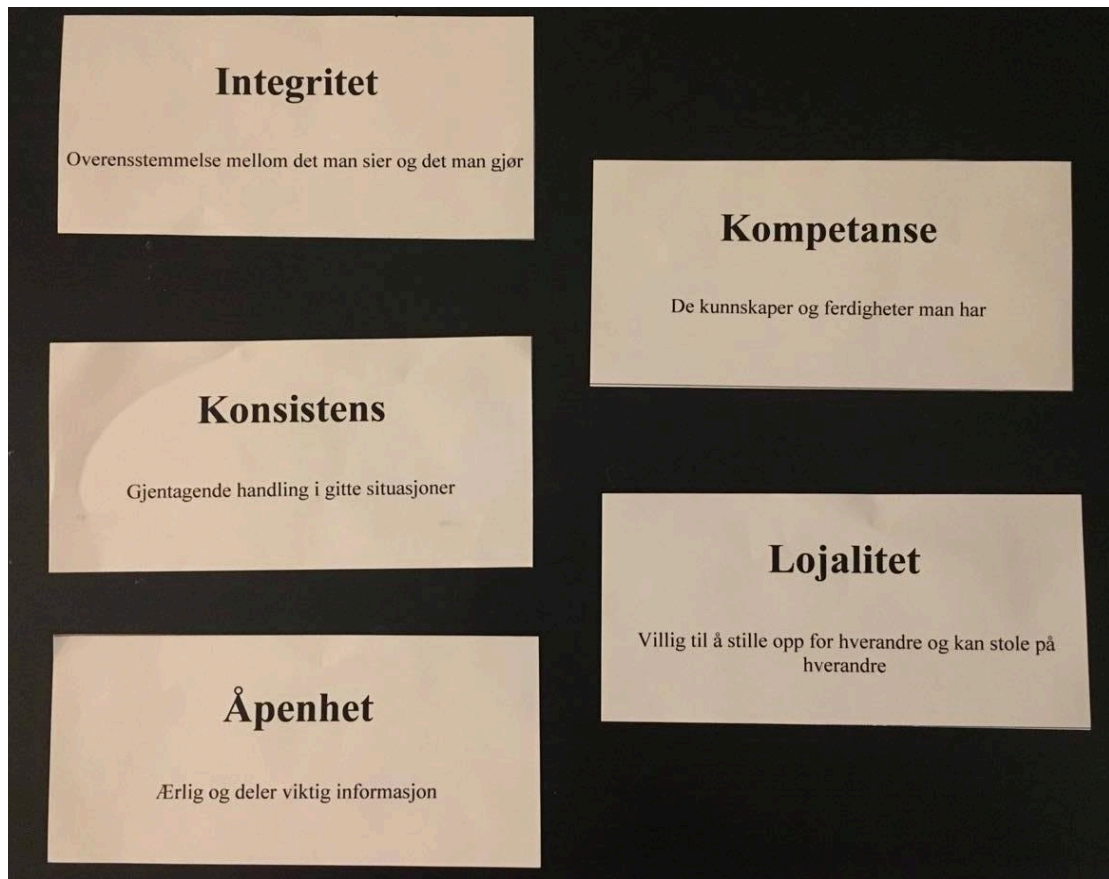 Integritet
Overensstemmelse mellom det man sier og det man gjør
Konsistens
Gjentagende handling i gitte situasjoner
Åpenhet
Ærlig og deler viktig informasjon
Kompetanse
De kunnskaper og ferdigheter man har
Lojalitet
Villig til å stille opp for hverandre og kan stole på
hverandre